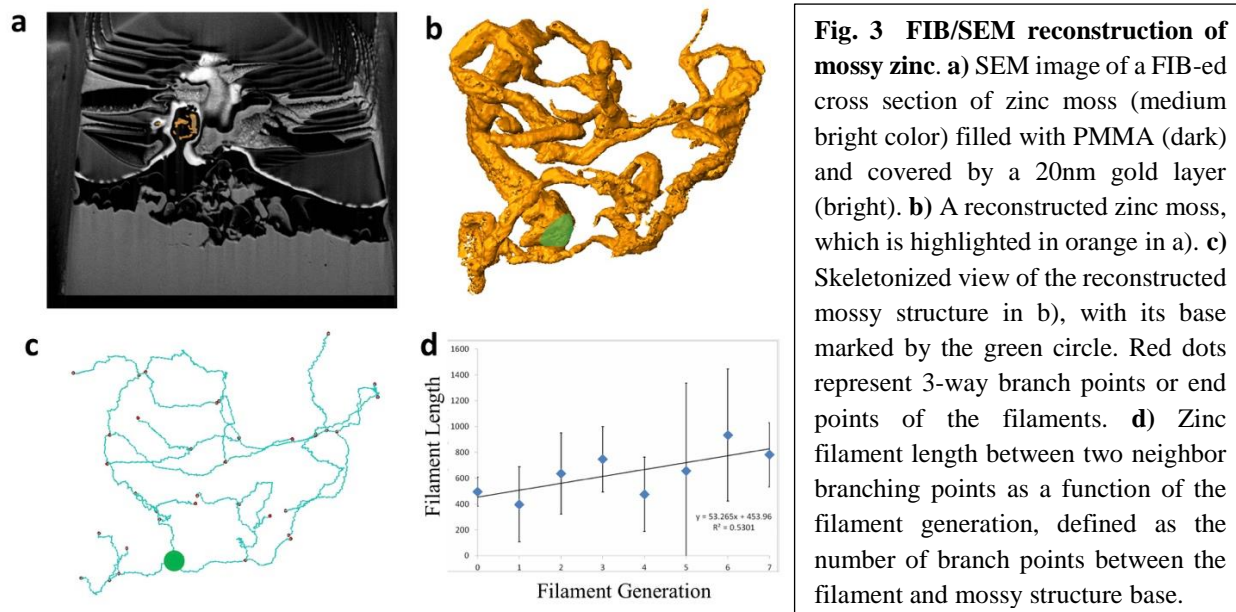 a
b
c
d
1600
1400
1200
1000
800
600
400
200
0
Filament Length
y = 53.265x + 453.96
R² = 0.5301
0 1 2 3 4 5 6 7
Filament Generation
Fig. 3 FIB/SEM reconstruction of
mossy zinc. a) SEM image of a FIB-ed
cross section of zinc moss (medium
bright color) filled with PMMA (dark)
and covered by a 20nm gold layer
(bright). b) A reconstructed zinc moss,
which is highlighted in orange in a). c)
Skeletonized view of the reconstructed
mossy structure in b), with its base
marked by the green circle. Red dots
represent 3-way branch points or end
points of the filaments. d) Zinc
filament length between two neighbor
branching points as a function of the
filament generation, defined as the
number of branch points between the
filament and mossy structure base.